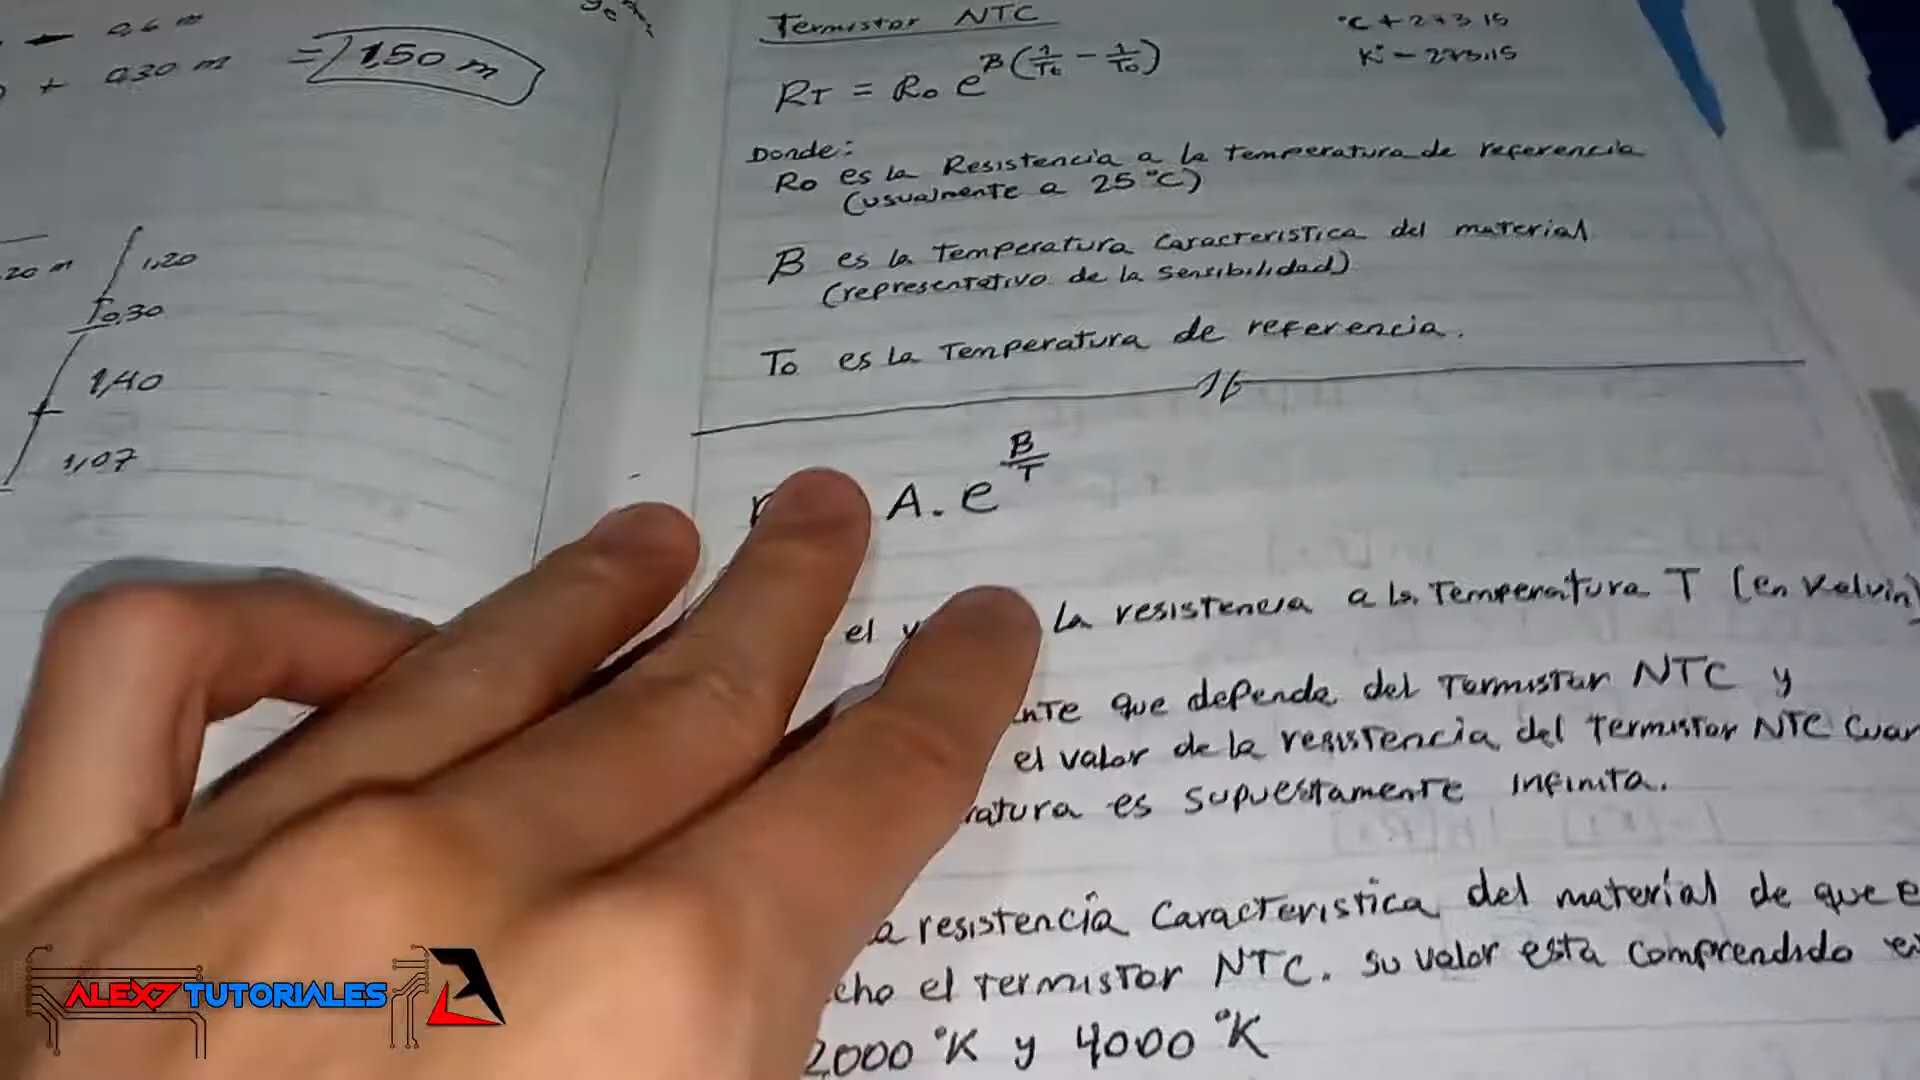 0,30 m = 1,50 m
20 m
1,20
0,30
1,40
1,07
Termistor NTC
°C + 273.15
K° - 273.15
RT = Ro e B(1/Tt - 1/To)
Donde:
Ro es la Resistencia a la temperatura de referencia
(usualmente a 25°C)
B es la Temperatura caracteristica del material
(representativo de la sensibilidad)
To es la Temperatura de referencia.
A. e B/T
el la resistencia a la Temperatura T (en Kelvin)
que depende del Termistor NTC y
el valor de la resistencia del Termistor NTC
es supuestamente infinita.
resistencia caracteristica del material de que
el termistor NTC. su valor esta comprendido
2000 °K y 4000 °K
ALEX7 TUTORIALES